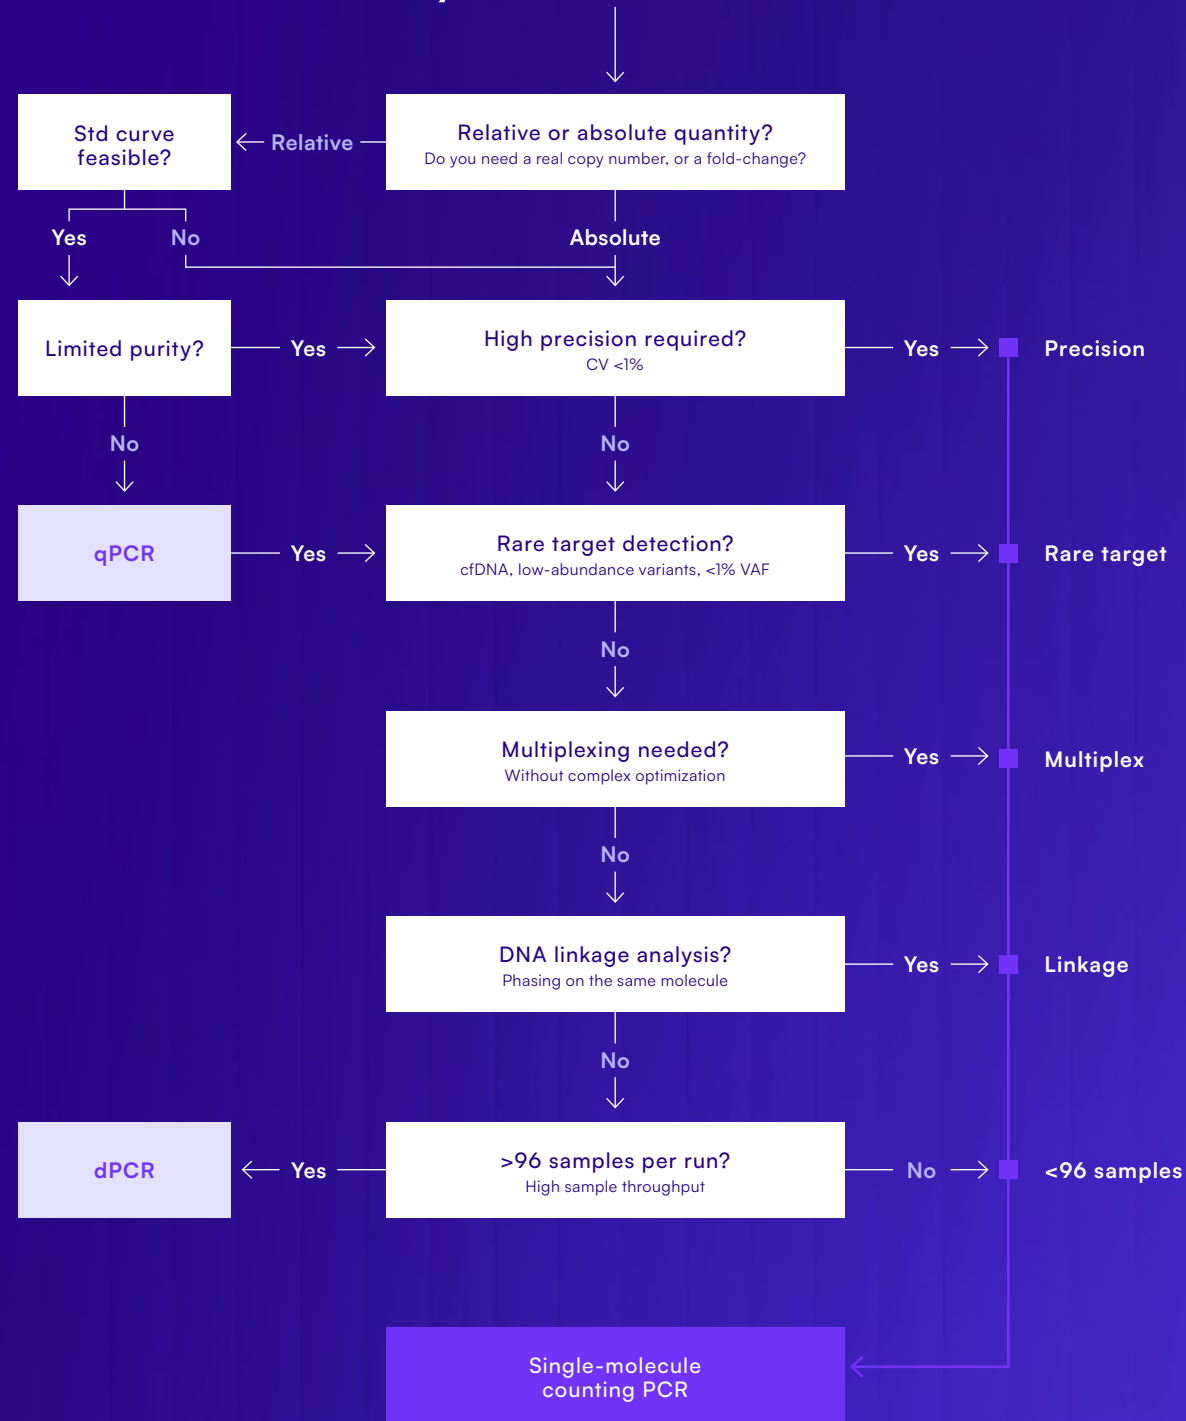 Std curve
feasible?
Relative
Relative or absolute quantity?
Do you need a real copy number, or a fold-change?
Yes
No
Absolute
Limited purity?
Yes
High precision required?
CV <1%
Yes
Precision
No
No
qPCR
Yes
Rare target detection?
cfDNA, low-abundance variants, <1% VAF
Yes
Rare target
No
Multiplexing needed?
Without complex optimization
Yes
Multiplex
No
DNA linkage analysis?
Phasing on the same molecule
Yes
Linkage
No
dPCR
Yes
>96 samples per run?
High sample throughput
No
<96 samples
Single-molecule
counting PCR